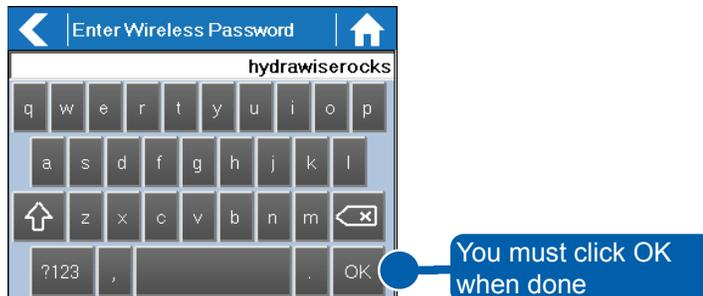 Enter Wireless Password
hydrawiserocks
q w e r t y u i o p
a s d f g h j k l
z x c v b n m
?123 , . OK
You must click OK
when done